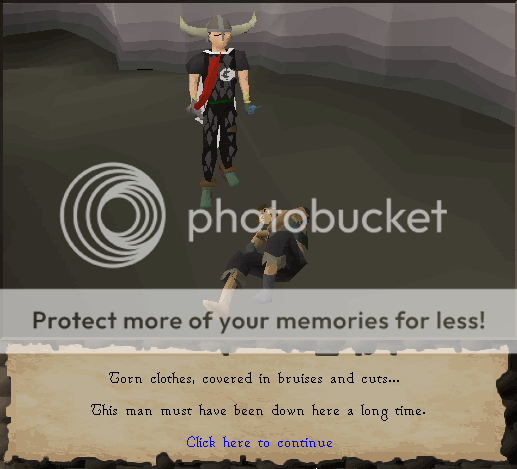 photobucket
Protect more of your memories for less!
Torn clothes, covered in bruises and cuts...
This man must have been down here a long time.
Click here to continue